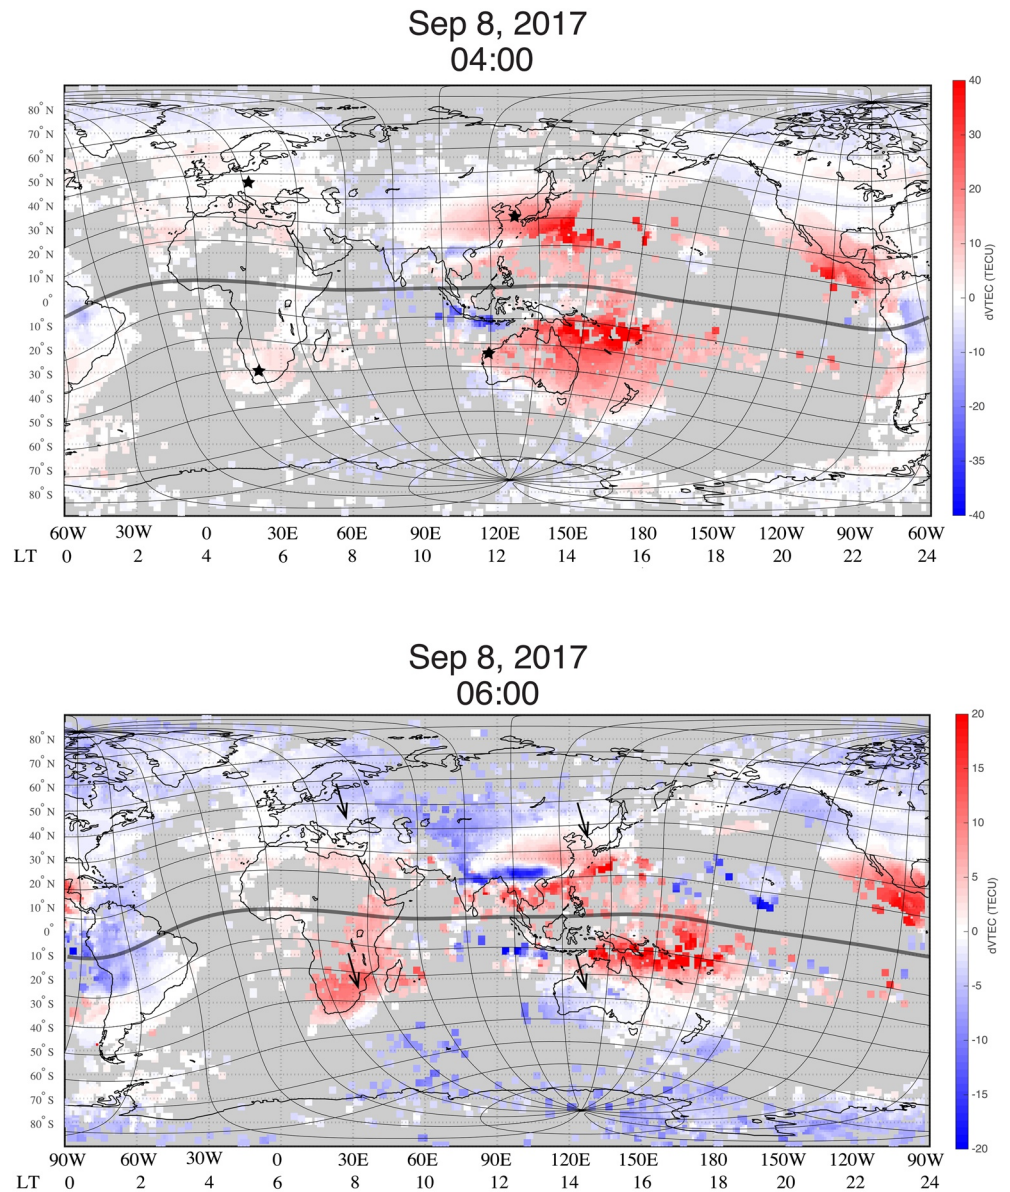 Sep 8, 2017
04:00
80° N
70° N
60° N
50° N
40° N
30° N
20° N
10° N
0°
10° S
20° S
30° S
40° S
50° S
60° S
70° S
80° S
60W 30W 0 30E 60E 90E 120E 150E 180 150W 120W 90W 60W
LT 0 2 4 6 8 10 12 14 16 18 20 22 24
40
30
20
10
0
-10
-20
-35
-40
dVTEC (TECU)
Sep 8, 2017
06:00
80° N
70° N
60° N
50° N
40° N
30° N
20° N
10° N
0°
10° S
20° S
30° S
40° S
50° S
60° S
70° S
80° S
90W 60W 30W 0 30E 60E 90E 120E 150E 180 150W 120W 90W
LT 0 2 4 6 8 10 12 14 16 18 20 22 24
20
15
10
5
0
-5
-10
-15
-20
dVTEC (TECU)